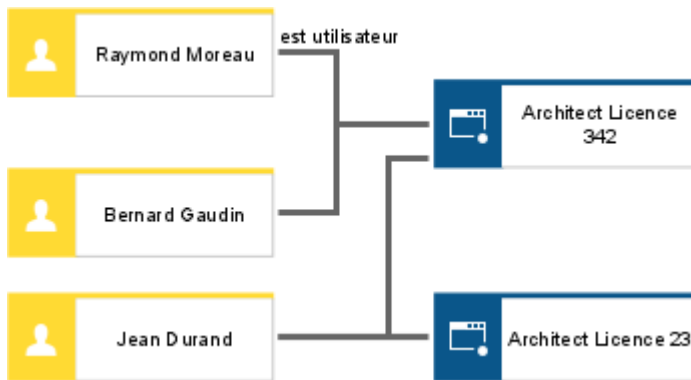 Raymond Moreau
est utilisateur
Architect Licence
342
Bernard Gaudin
Jean Durand
Architect Licence 23